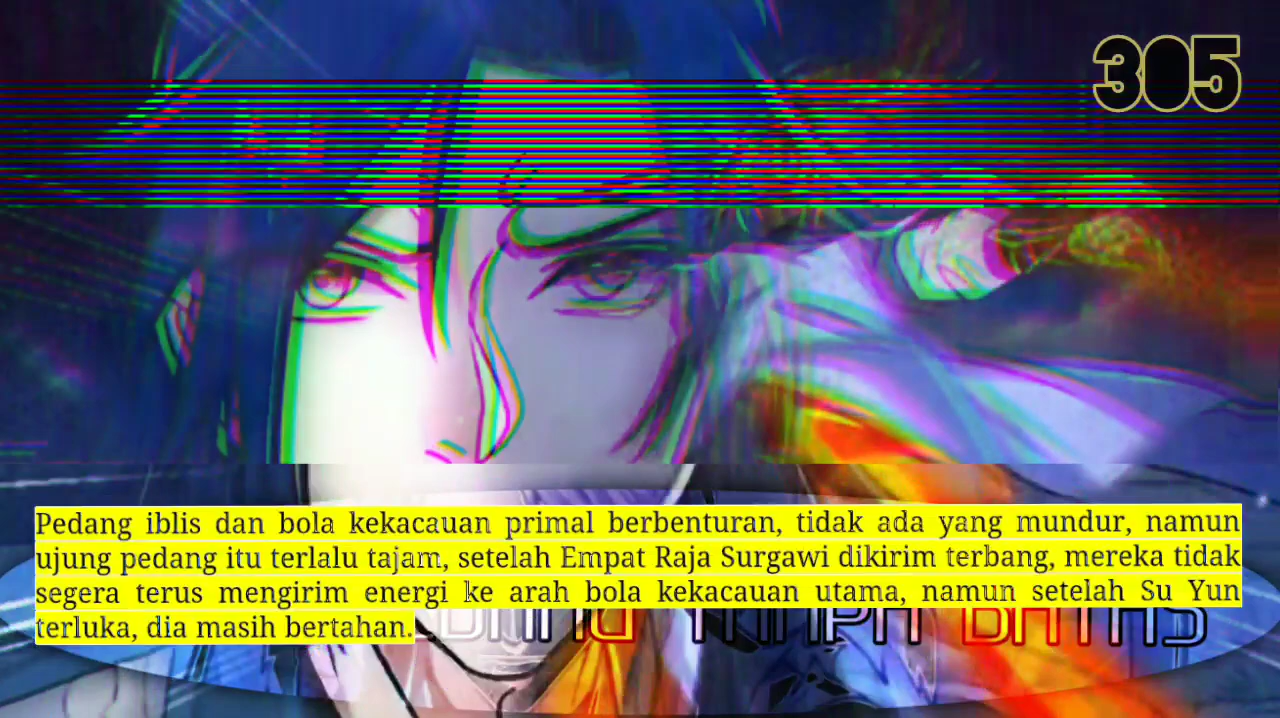 305
Pedang iblis dan bola kekacauan primal berbenturan, tidak ada yang mundur, namun
ujung pedang itu terlalu tajam, setelah Empat Raja Surgawi dikirim terbang, mereka tidak
segera terus mengirim energi ke arah bola kekacauan utama, namun setelah Su Yun
terluka, dia masih bertahan.